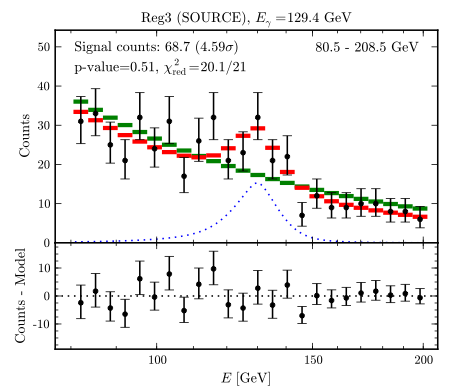 Reg3 (SOURCE), Eγ =129.4 GeV
Signal counts: 68.7 (4.59σ)
80.5 - 208.5 GeV
p-value=0.51, χ²red =20.1/21
Counts
50
40
30
20
10
0
Counts - Model
10
0
-10
100
150
200
E [GeV]